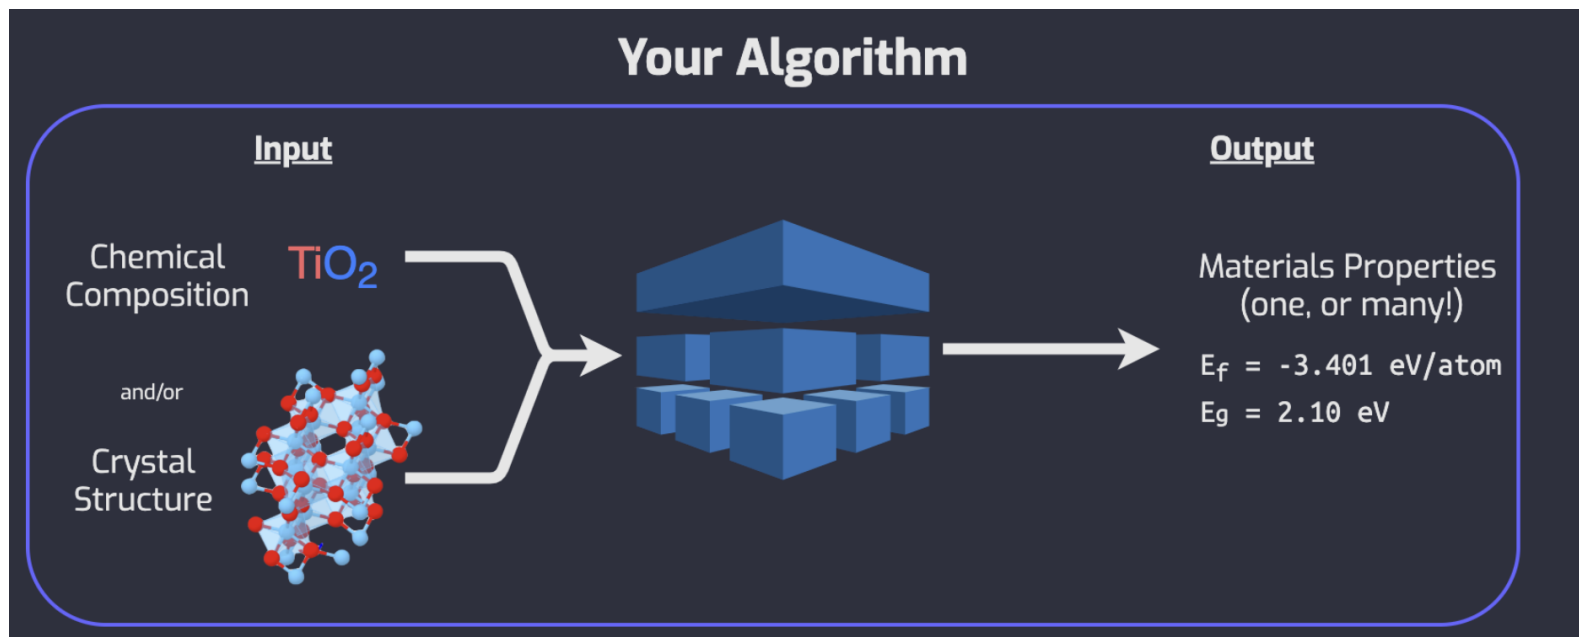 Your Algorithm
Input
Chemical
Composition
TiO₂
and/or
Crystal
Structure
Output
Materials Properties
(one, or many!)
E_f = -3.401 eV/atom
Eg = 2.10 eV